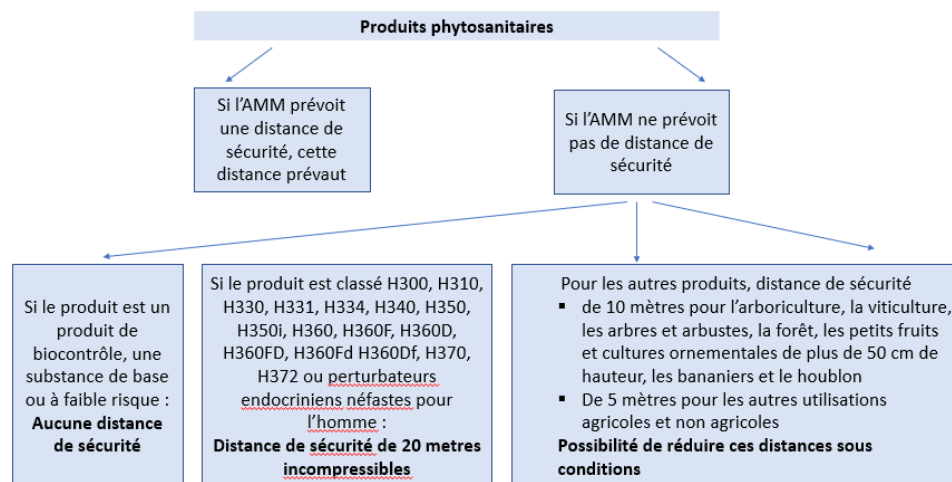 Produits phytosanitaires
Si l'AMM prévoit
une distance de
sécurité, cette
distance prévaut
Si l'AMM ne prévoit
pas de distance de
sécurité
Si le produit est un
produit de
biocontrôle, une
substance de base
ou à faible risque :
Aucune distance
de sécurité
Si le produit est classé H300, H310,
H330, H331, H334, H340, H350,
H350i, H360, H360F, H360D,
H360FD, H360Fd H360Df, H370,
H372 ou perturbateurs
endocriniens néfastes pour
l'homme :
Distance de sécurité de 20 metres
incompressibles
Pour les autres produits, distance de sécurité
▪ de 10 mètres pour l'arboriculture, la viticulture,
les arbres et arbustes, la forêt, les petits fruits
et cultures ornementales de plus de 50 cm de
hauteur, les bananiers et le houblon
▪ De 5 mètres pour les autres utilisations
agricoles et non agricoles
Possibilité de réduire ces distances sous
conditions